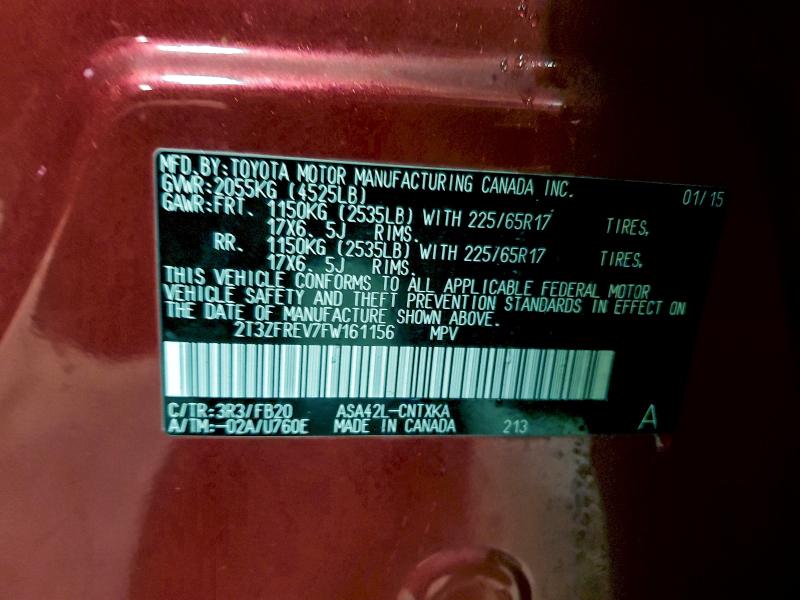 MFD.BY:TOYOTA MOTOR MANUFACTURING CANADA INC.
GVWR:2055KG (4525LB) 01/15
GAWR:FRT. 1150KG (2535LB) WITH 225/65R17 TIRES,
17X6. 5J RIMS.
RR. 1150KG (2535LB) WITH 225/65R17 TIRES,
17X6. 5J RIMS.
THIS VEHICLE CONFORMS TO ALL APPLICABLE FEDERAL MOTOR
VEHICLE SAFETY AND THEFT PREVENTION STANDARDS IN EFFECT ON
THE DATE OF MANUFACTURE SHOWN ABOVE.
2T3ZFREV7FW161156 MPV
C/TR:3R3/FB20 ASA42L-CNTXKA
A/TM:-02A/U760E MADE IN CANADA 213 A